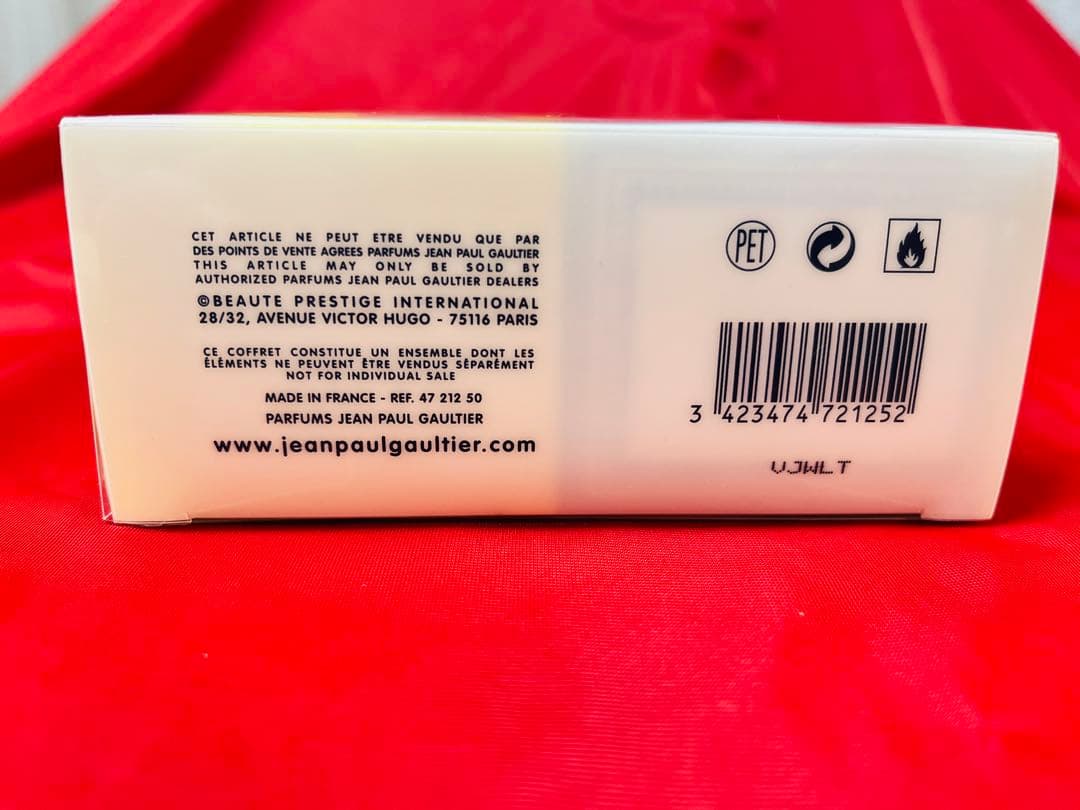 CET ARTICLE NE PEUT ETRE VENDU QUE PAR
DES POINTS DE VENTE AGREES PARFUMS JEAN PAUL GAULTIER
THIS ARTICLE MAY ONLY BE SOLD BY
AUTHORIZED PARFUMS JEAN PAUL GAULTIER DEALERS
©BEAUTE PRESTIGE INTERNATIONAL
28/32, AVENUE VICTOR HUGO - 75116 PARIS
CE COFFRET CONSTITUE UN ENSEMBLE DONT LES
ÉLÉMENTS NE PEUVENT ÊTRE VENDUS SÉPARÉMENT
NOT FOR INDIVIDUAL SALE
MADE IN FRANCE - REF. 47 212 50
PARFUMS JEAN PAUL GAULTIER
www.jeanpaulgaultier.com
PET
3 423474 721252
VJWLT